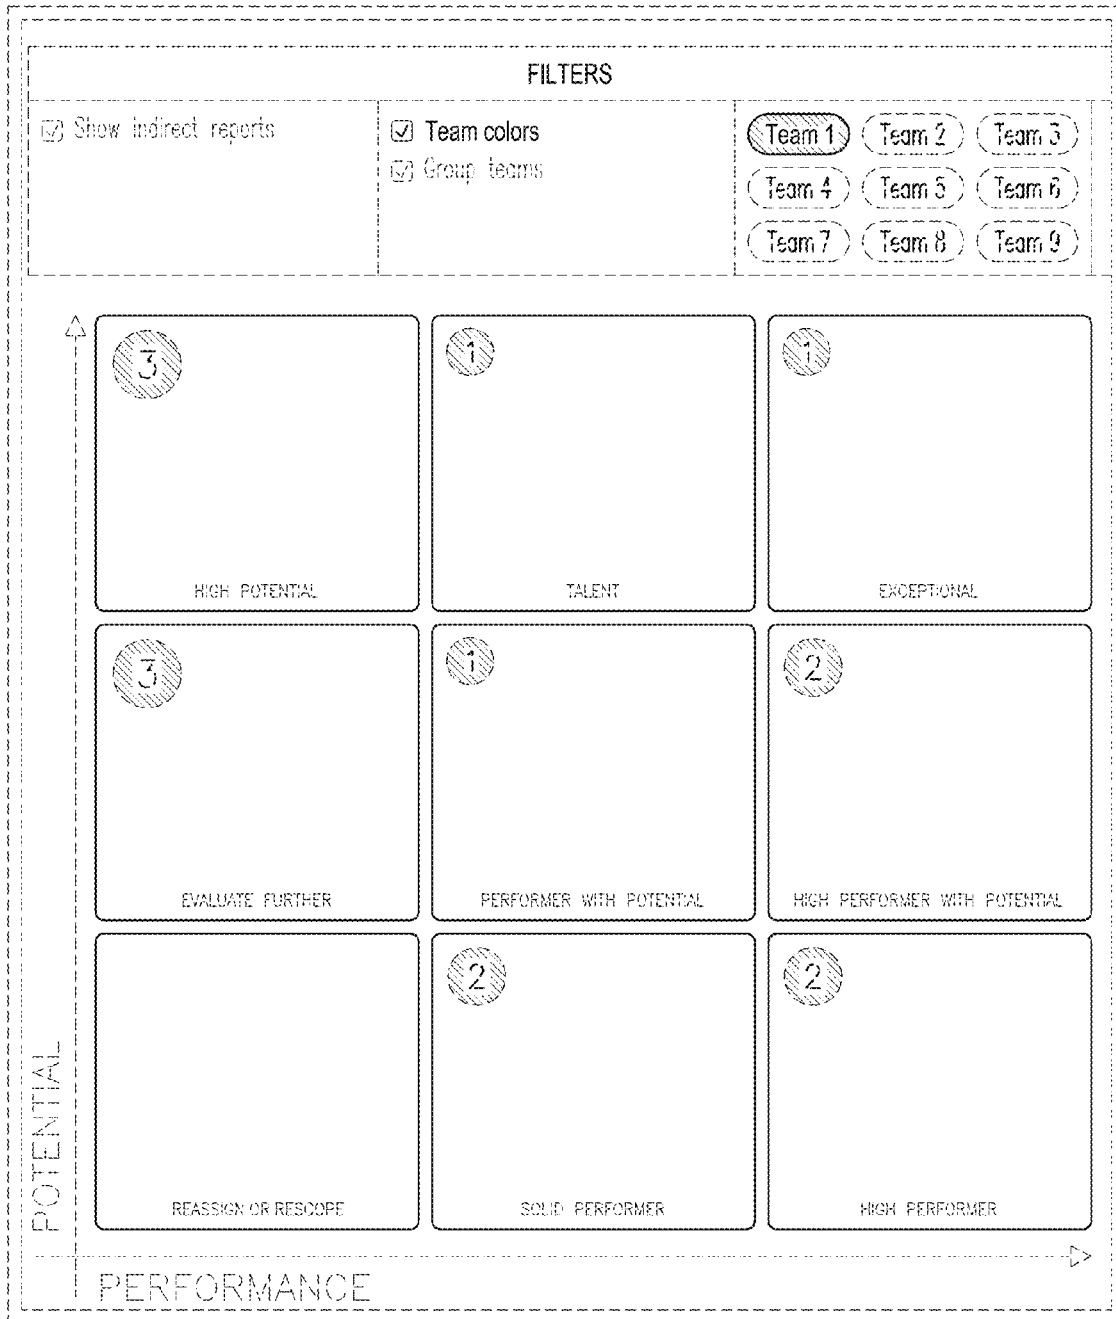 FILTERS
Show indirect reports
Team colors
Group teams
Team 1 Team 2 Team 3
Team 4 Team 5 Team 6
Team 7 Team 8 Team 9
3 1 1
HIGH POTENTIAL TALENT EXCEPTIONAL
3 1 2
EVALUATE FURTHER PERFORMER WITH POTENTIAL HIGH PERFORMER WITH POTENTIAL
2 2
REASSIGN OR RESCOPE SOLID PERFORMER HIGH PERFORMER
POTENTIAL
PERFORMANCE